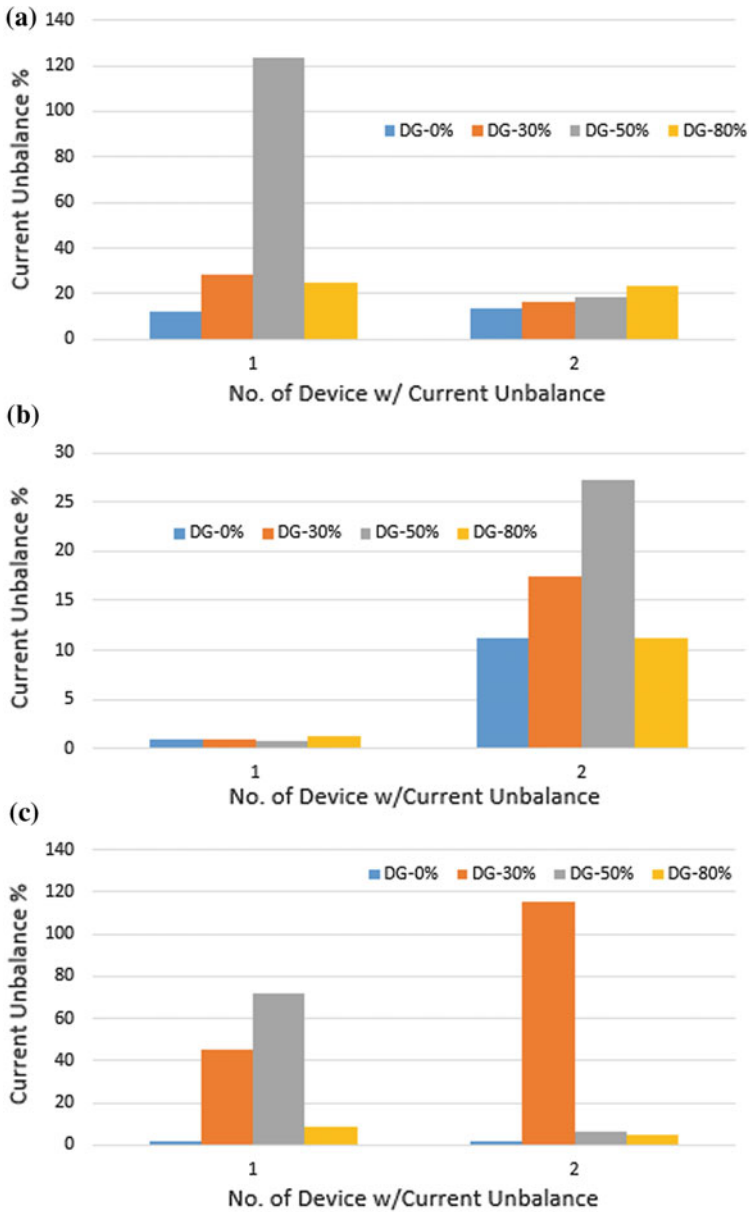 (a)
140
120
100
80
60
40
20
0
Current Unbalance %
DG-0% DG-30% DG-50% DG-80%
1 2
No. of Device w/ Current Unbalance
(b)
30
25
20
15
10
5
0
Current Unbalance %
DG-0% DG-30% DG-50% DG-80%
1 2
No. of Device w/Current Unbalance
(c)
140
120
100
80
60
40
20
0
Current Unbalance %
DG-0% DG-30% DG-50% DG-80%
1 2
No. of Device w/Current Unbalance